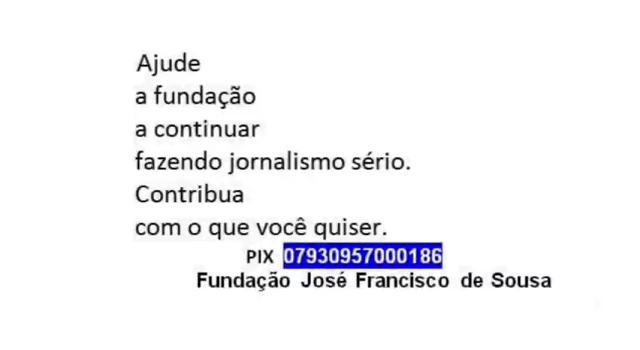 Ajude
a fundação
a continuar
fazendo jornalismo sério.
Contribua
com o que você quiser.
PIX 07930957000186
Fundação José Francisco de Sousa